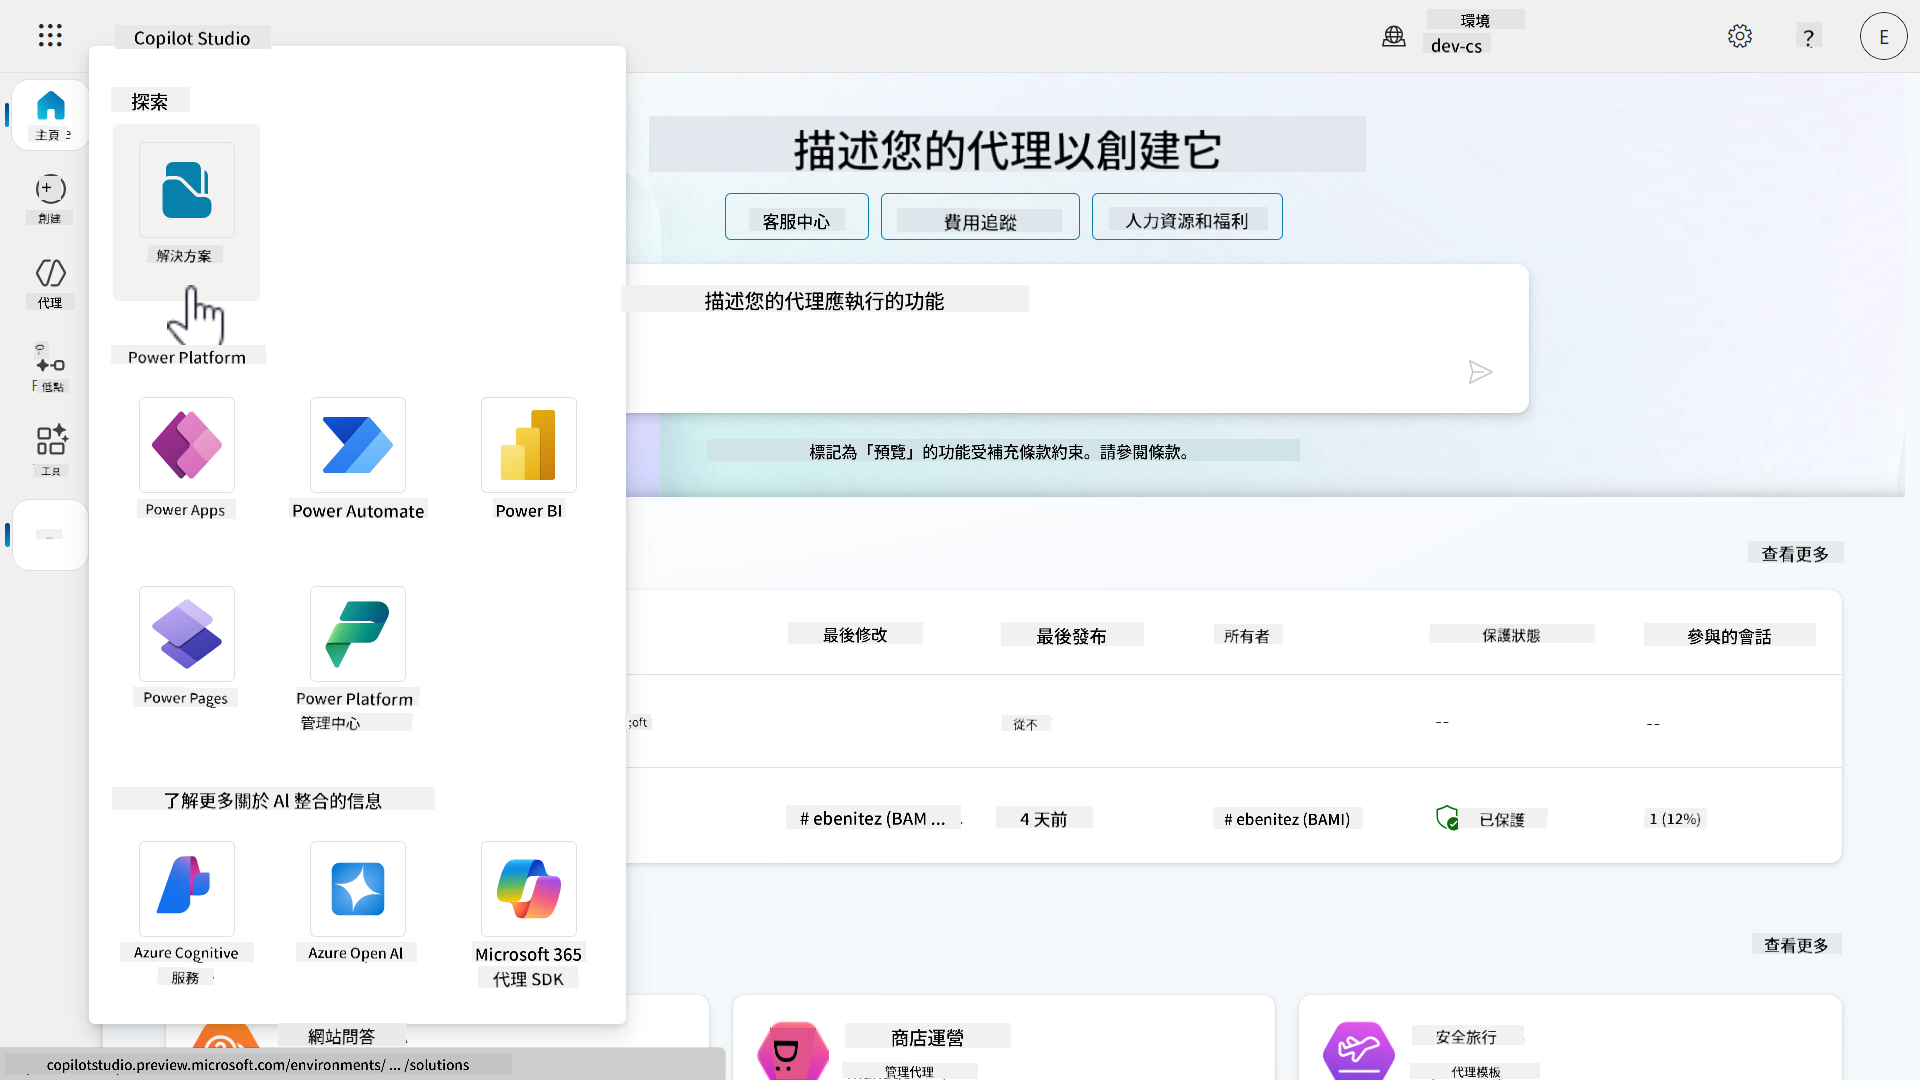 Copilot Studio
環境
dev-cs
?
E
主頁 e
創建
代理
低點
工具
...
探索
解決方案
Power Platform
Power Apps
Power Automate
Power BI
Power Pages
Power Platform
管理中心
了解更多關於 AI 整合的信息
Azure Cognitive
服務
Azure Open AI
Microsoft 365
代理 SDK
描述您的代理以創建它
客服中心
費用追蹤
人力資源和福利
描述您的代理應執行的功能
標記為「預覽」的功能受補充條款約束。請參閱條款。
查看更多
最後修改
最後發布
所有者
保護狀態
參與的會話
oft
從不
--
--
# ebenitez (BAM ...
4 天前
# ebenitez (BAMI)
已保護
1 (12%)
查看更多
網站問答
商店運營
管理代理
安全旅行
代理模板
copilotstudio.preview.microsoft.com/environments/ ... /solutions